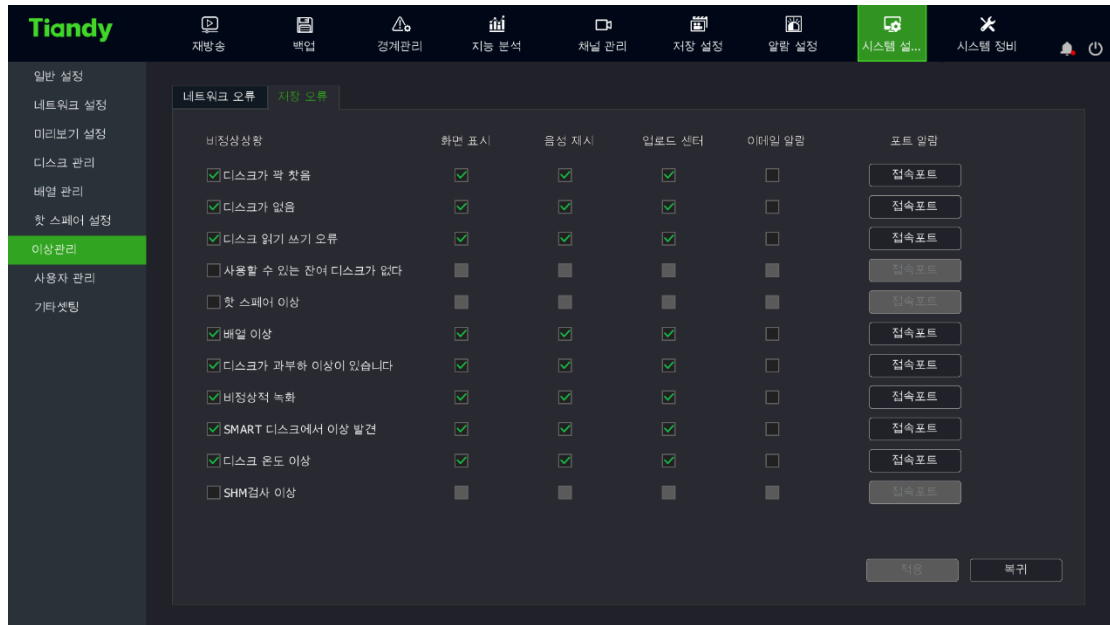 Tiandy
재방송 백업 경계관리 지능 분석 채널 관리 저장 설정 알람 설정 시스템 설... 시스템 정비
일반 설정
네트워크 설정
미리보기 설정
디스크 관리
배열 관리
핫 스페어 설정
이상관리
사용자 관리
기타셋팅
네트워크 오류 저장 오류
비정상상황 화면 표시 음성 재시 업로드 센터 이메일 알람 포트 알람
디스크가 꽉 찻음 접속포트
디스크가 없음 접속포트
디스크 읽기 쓰기 오류 접속포트
사용할 수 있는 잔여 디스크가 없다 접속포트
핫 스페어 이상 접속포트
배열 이상 접속포트
디스크가 과부하 이상이 있습니다 접속포트
비정상적 녹화 접속포트
SMART 디스크에서 이상 발견 접속포트
디스크 온도 이상 접속포트
SHM검사 이상 접속포트
적용 복귀